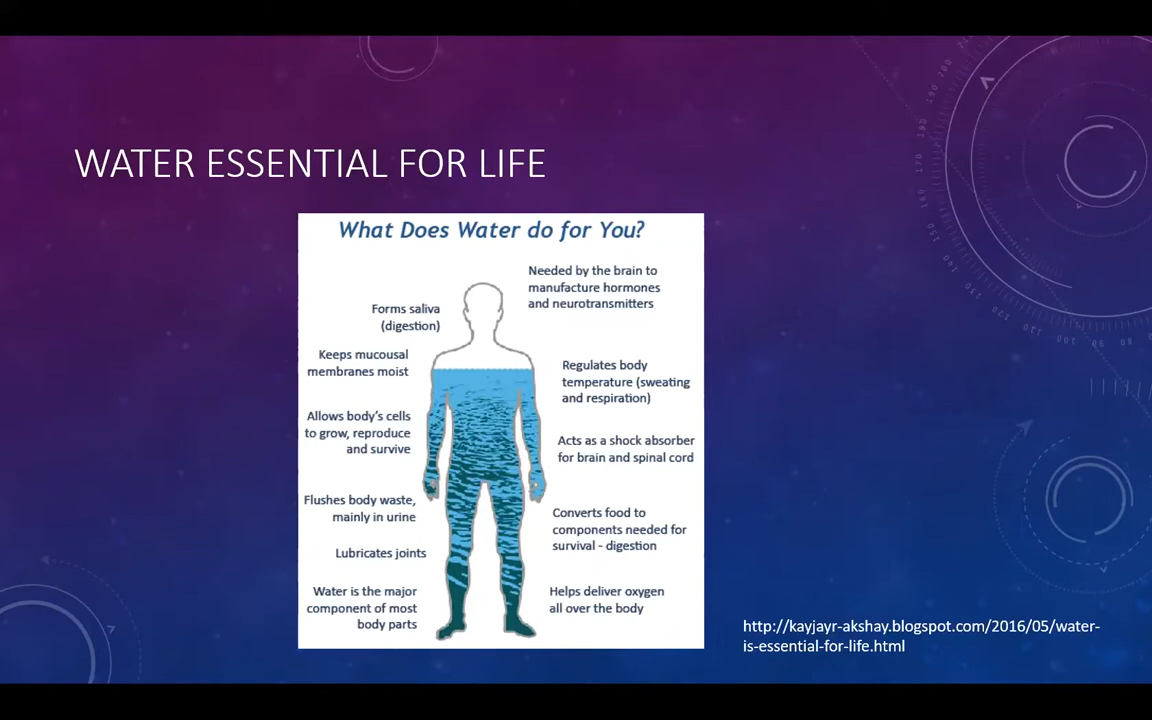 WATER ESSENTIAL FOR LIFE
What Does Water do for You?
Needed by the brain to
manufacture hormones
and neurotransmitters
Forms saliva
(digestion)
Keeps mucousal
membranes moist
Regulates body
temperature (sweating
and respiration)
Allows body's cells
to grow, reproduce
and survive
Acts as a shock absorber
for brain and spinal cord
Flushes body waste,
mainly in urine
Converts food to
components needed for
survival - digestion
Lubricates joints
Water is the major
component of most
body parts
Helps deliver oxygen
all over the body
http://kayjayr-akshay.blogspot.com/2016/05/water-
is-essential-for-life.html
200
190
170